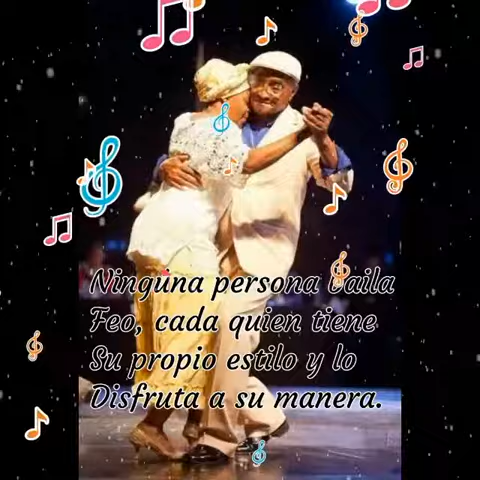 Ninguna persona baila
Feo, cada quien tiene
Su propio estilo y lo
Disfruta a su manera.